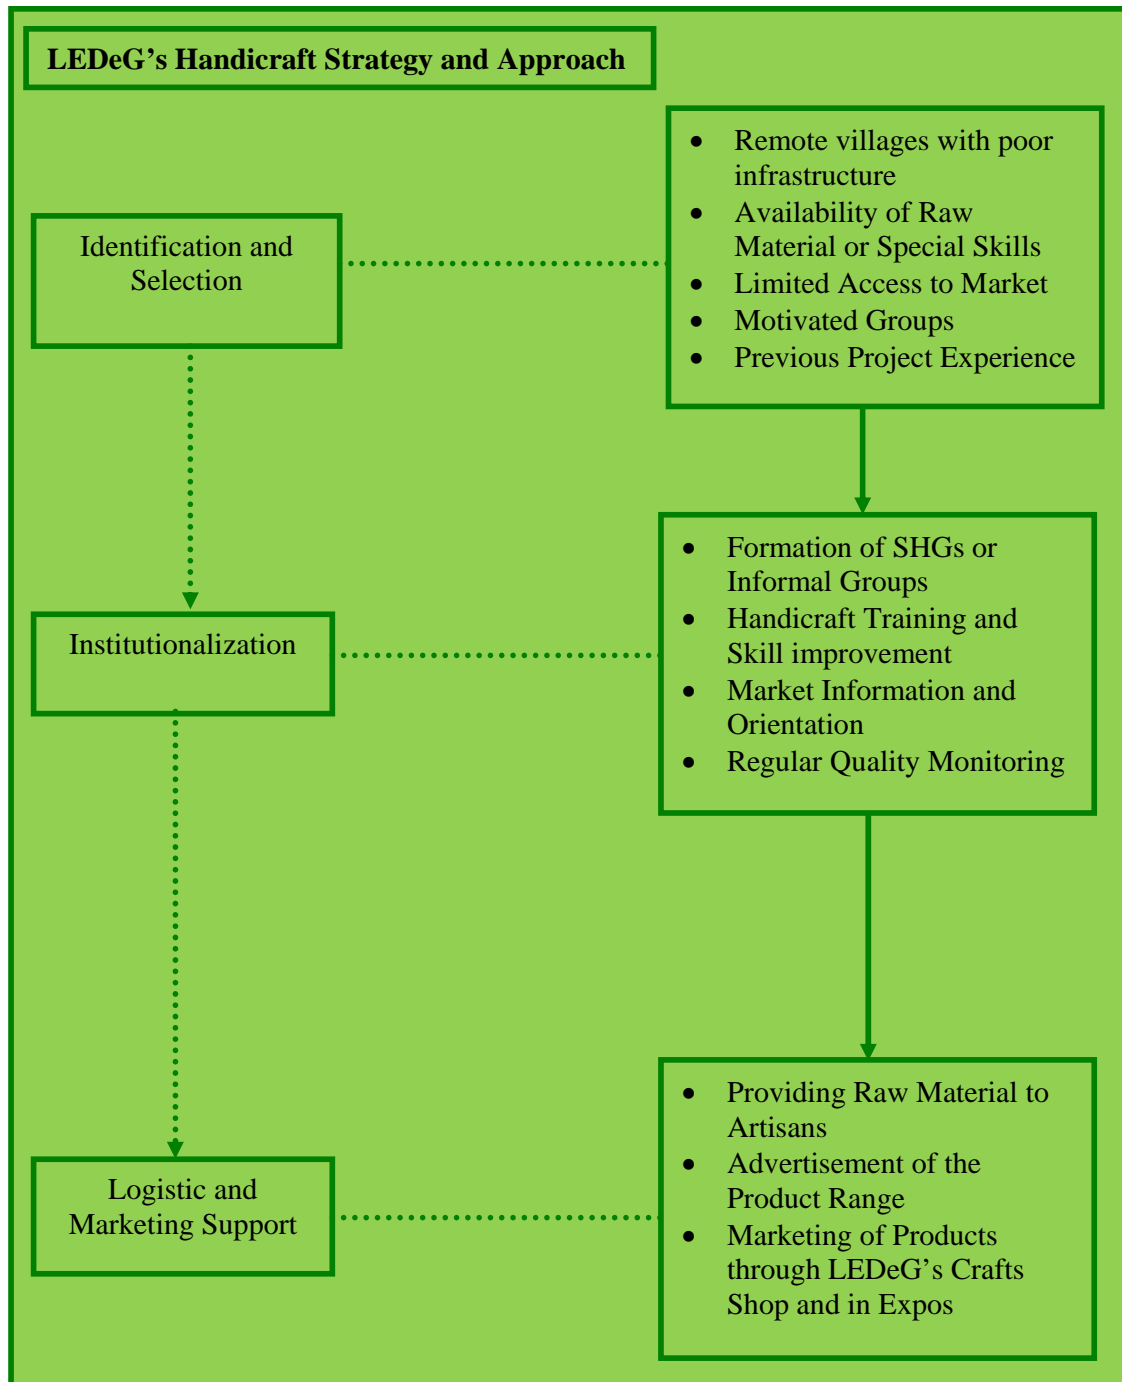 LEDeG’s Handicraft Strategy and Approach
Identification and
Selection
• Remote villages with poor
infrastructure
• Availability of Raw
Material or Special Skills
• Limited Access to Market
• Motivated Groups
• Previous Project Experience
Institutionalization
• Formation of SHGs or
Informal Groups
• Handicraft Training and
Skill improvement
• Market Information and
Orientation
• Regular Quality Monitoring
Logistic and
Marketing Support
• Providing Raw Material to
Artisans
• Advertisement of the
Product Range
• Marketing of Products
through LEDeG’s Crafts
Shop and in Expos